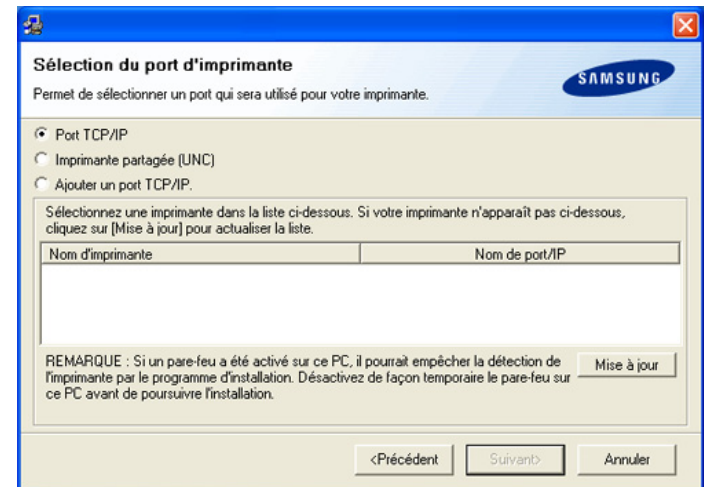 Sélection du port d'imprimante
Permet de sélectionner un port qui sera utilisé pour votre imprimante.
SAMSUNG
Port TCP/IP
Imprimante partagée (UNC)
Ajouter un port TCP/IP.
Sélectionnez une imprimante dans la liste ci-dessous. Si votre imprimante n'apparaît pas ci-dessous,
cliquez sur [Mise à jour] pour actualiser la liste.
Nom d'imprimante Nom de port/IP
REMARQUE : Si un pare-feu a été activé sur ce PC, il pourrait empêcher la détection de
l'imprimante par le programme d'installation. Désactivez de façon temporaire le pare-feu sur
ce PC avant de poursuivre l'installation.
Mise à jour
<Précédent Suivant> Annuler